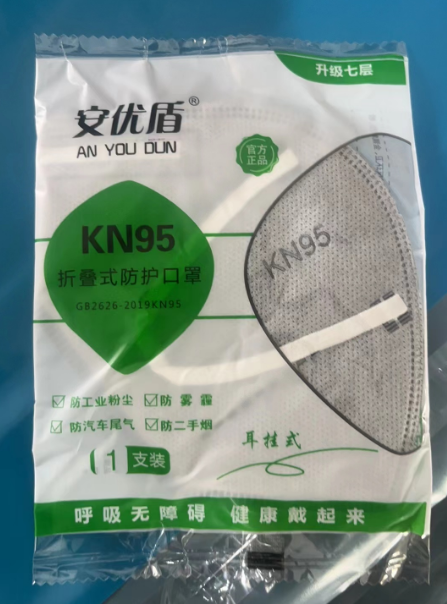 升级七层
安优盾®
AN YOU DUN
官方
正品
KN95
折叠式防护口罩
GB2626-2019KN95
KN95
☑ 防工业粉尘 ☑ 防雾霾
☑ 防汽车尾气 ☑ 防二手烟
1 支装
耳挂式
呼吸无障碍 健康戴起来